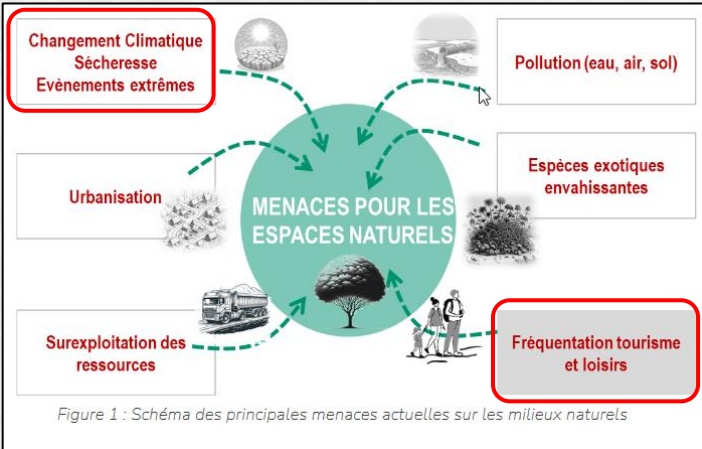 Changement Climatique
Sécheresse
Evènements extrêmes
Pollution (eau, air, sol)
Urbanisation
MENACES POUR LES
ESPACES NATURELS
Espèces exotiques
envahissantes
Surexploitation des
ressources
Fréquentation tourisme
et loisirs
Figure 1 : Schéma des principales menaces actuelles sur les milieux naturels